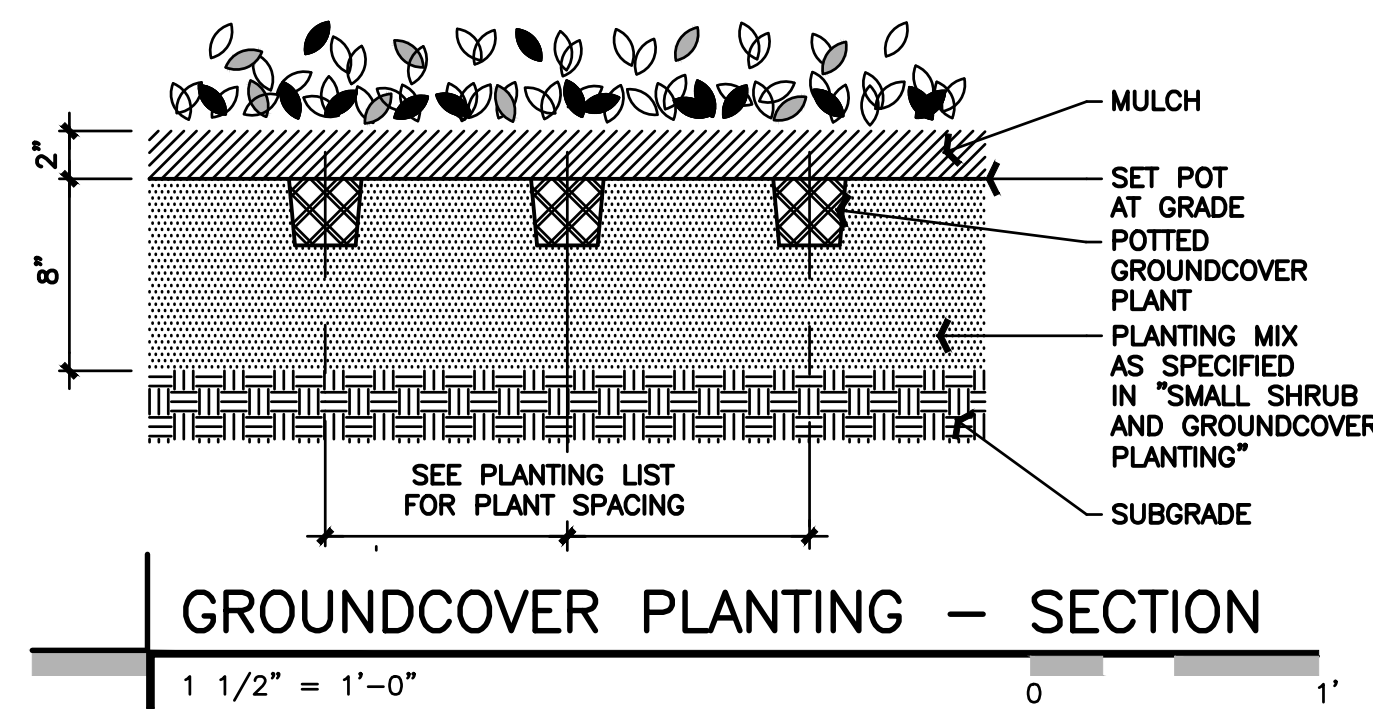 2"
8"
MULCH
SET POT
AT GRADE
POTTED
GROUNDCOVER
PLANT
PLANTING MIX
AS SPECIFIED
IN "SMALL SHRUB
AND GROUNDCOVER
PLANTING"
SUBGRADE
SEE PLANTING LIST
FOR PLANT SPACING
GROUNDCOVER PLANTING - SECTION
1 1/2" = 1'-0"
0 1'